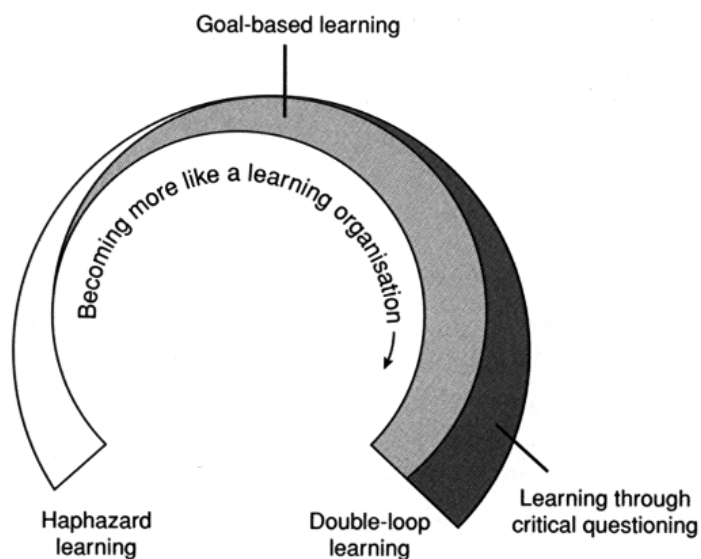 Goal-based learning
Becoming more like a learning organisation
Haphazard
learning
Double-loop
learning
Learning through
critical questioning